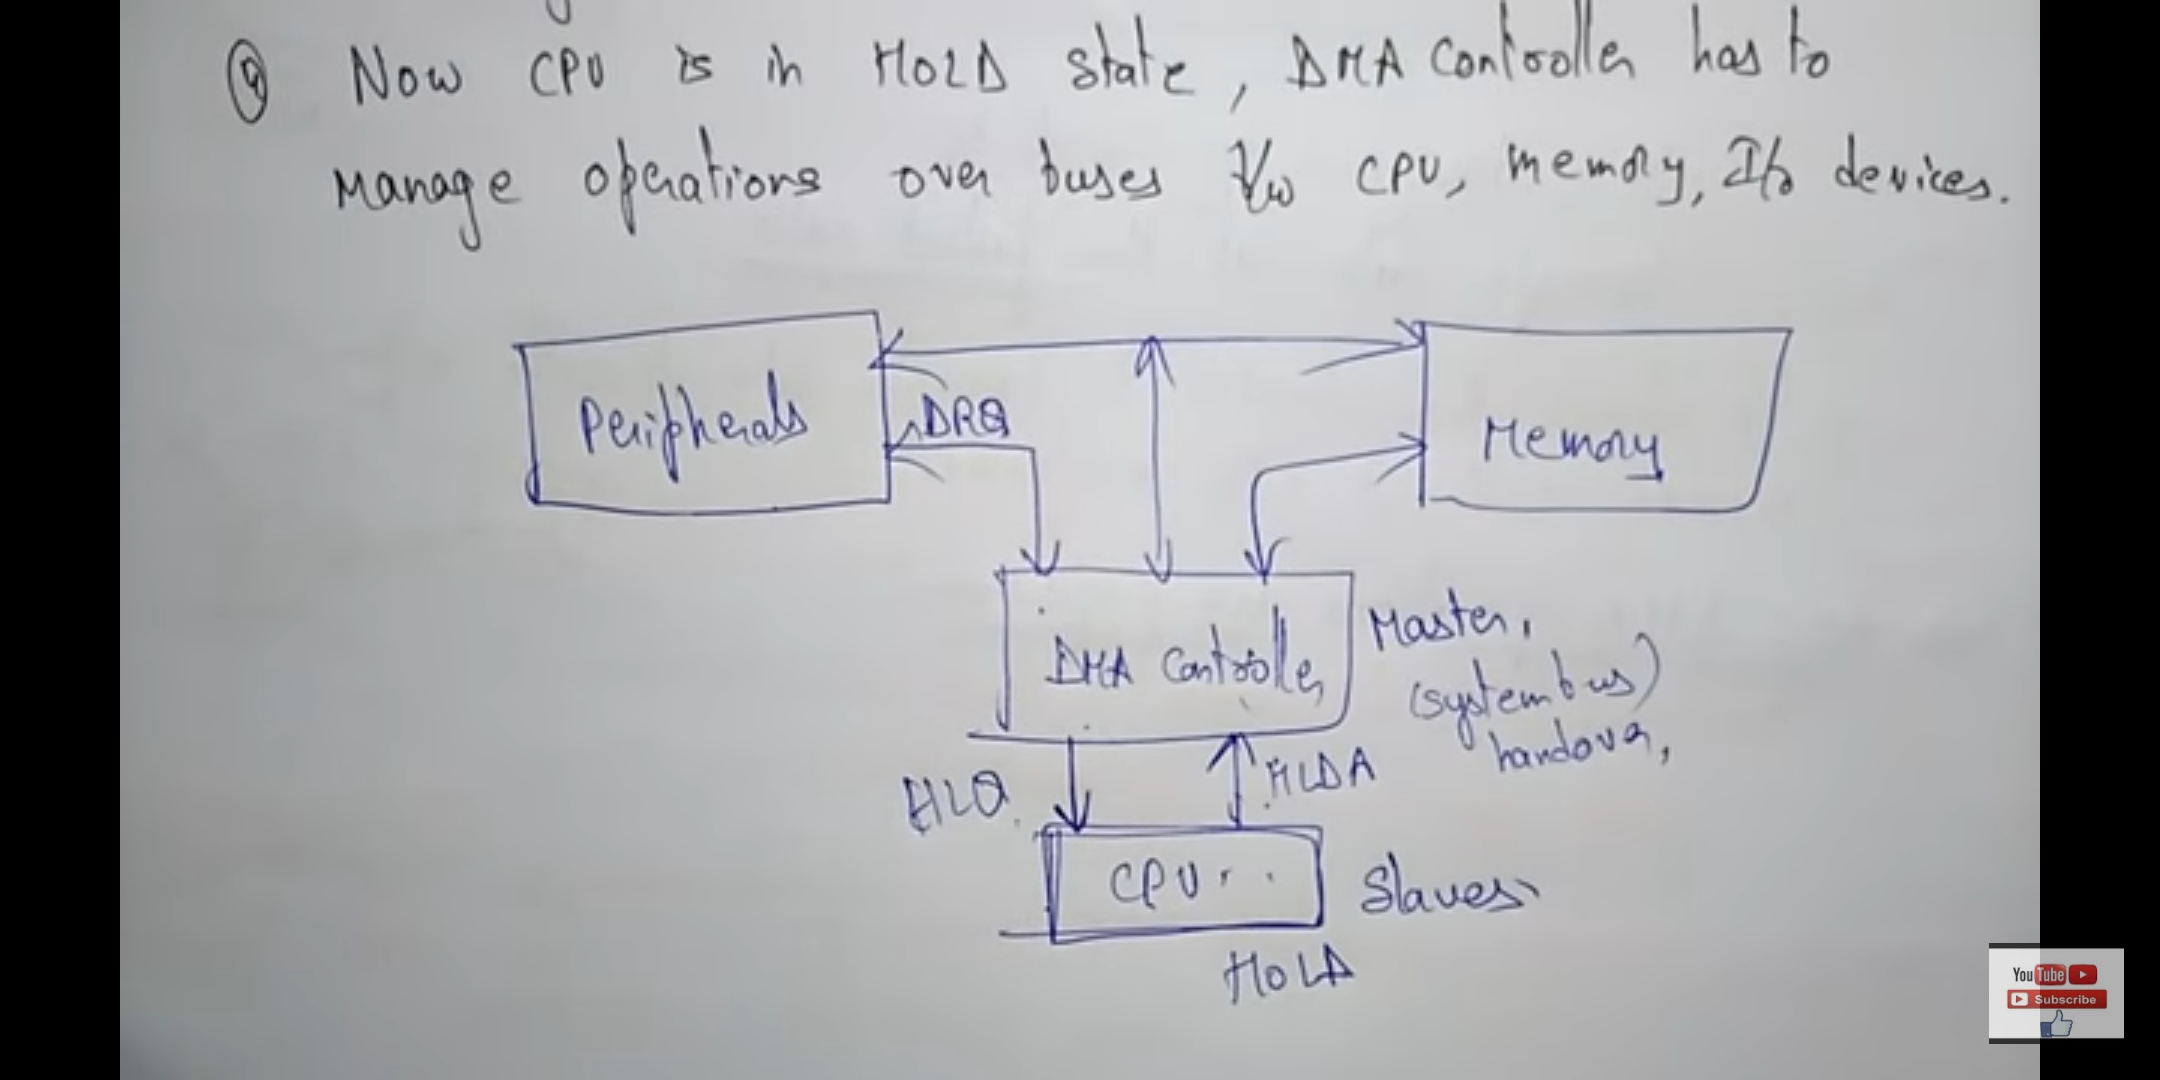 ④ Now CPU is in HOLD state, DMA Controller has to
manage operations over buses b/w CPU, memory, I/o devices.
Peripherals
DRQ
Memory
DMA Controller
Master,
(system bus)
handover,
HLQ
HLDA
CPU
Slaves
HOLD
YouTube
Subscribe